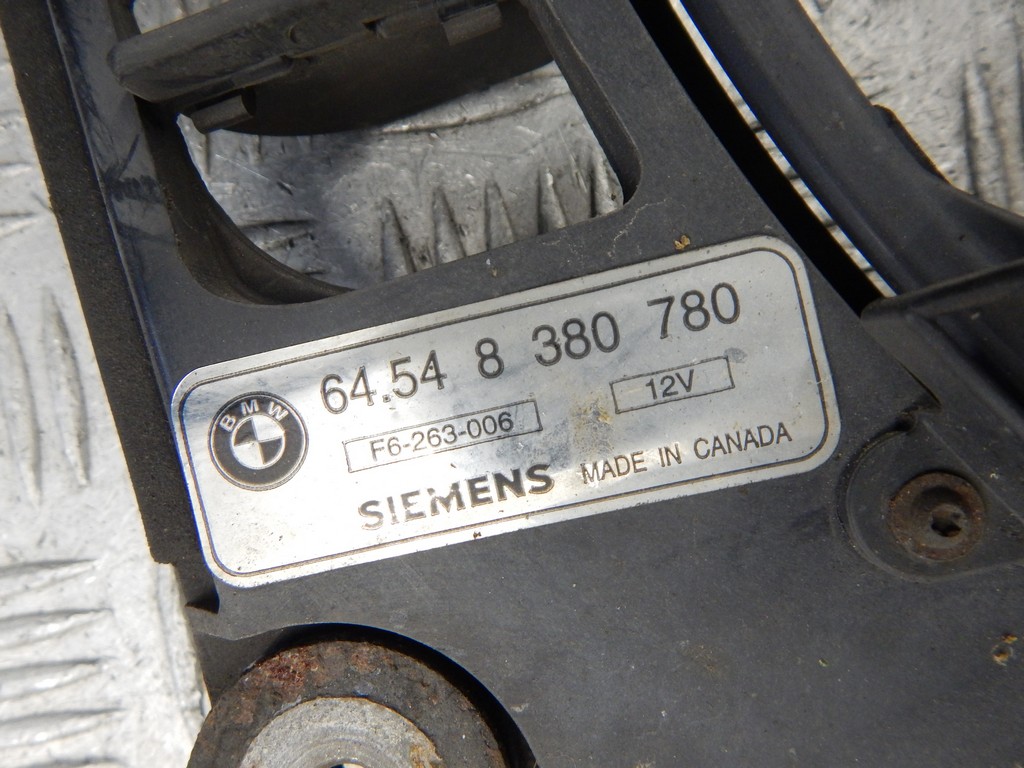 BMW
64.54 8 380 780
F6-263-006
12V
SIEMENS MADE IN CANADA